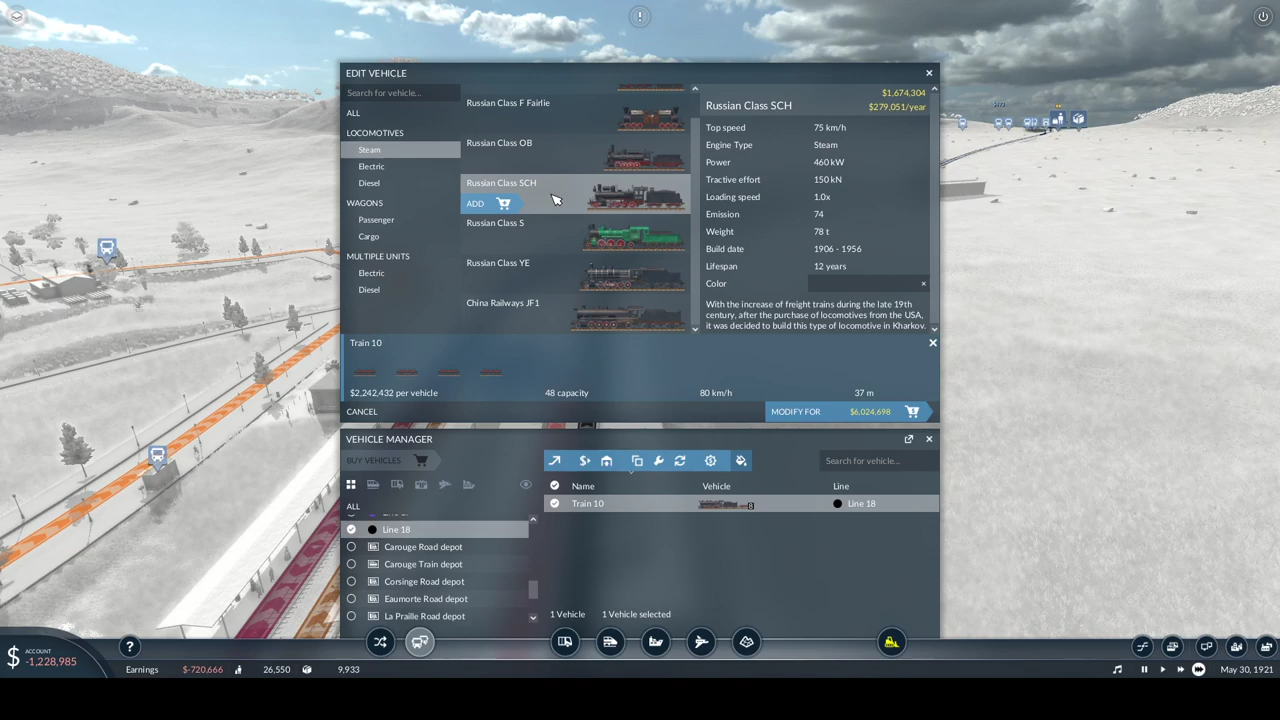 EDIT VEHICLE
Search for vehicle...
ALL
LOCOMOTIVES
Steam
Electric
Diesel
WAGONS
Passenger
Cargo
MULTIPLE UNITS
Electric
Diesel
Russian Class F Fairlie
Russian Class OB
Russian Class SCH
ADD
Russian Class S
Russian Class YE
China Railways JF1
$1,674,304
Russian Class SCH
$279,051/year
Top speed 75 km/h
Engine Type Steam
Power 460 kW
Tractive effort 150 kN
Loading speed 1.0x
Emission 74
Weight 78 t
Build date 1906 - 1956
Lifespan 12 years
Color
With the increase of freight trains during the late 19th
century, after the purchase of locomotives from the USA,
it was decided to build this type of locomotive in Kharkov.
Train 10
$2,242,432 per vehicle 48 capacity 80 km/h 37 m
CANCEL MODIFY FOR $6,024,698
VEHICLE MANAGER
BUY VEHICLES
Search for vehicle...
ALL
Line 18
Carouge Road depot
Carouge Train depot
Corsinge Road depot
Eaumorte Road depot
La Praille Road depot
Name Vehicle Line
Train 10 Line 18
1 Vehicle 1 Vehicle selected
$ ACCOUNT
-1,228,985
?
Earnings $-720,666 26,550 9,933
May 30, 1921